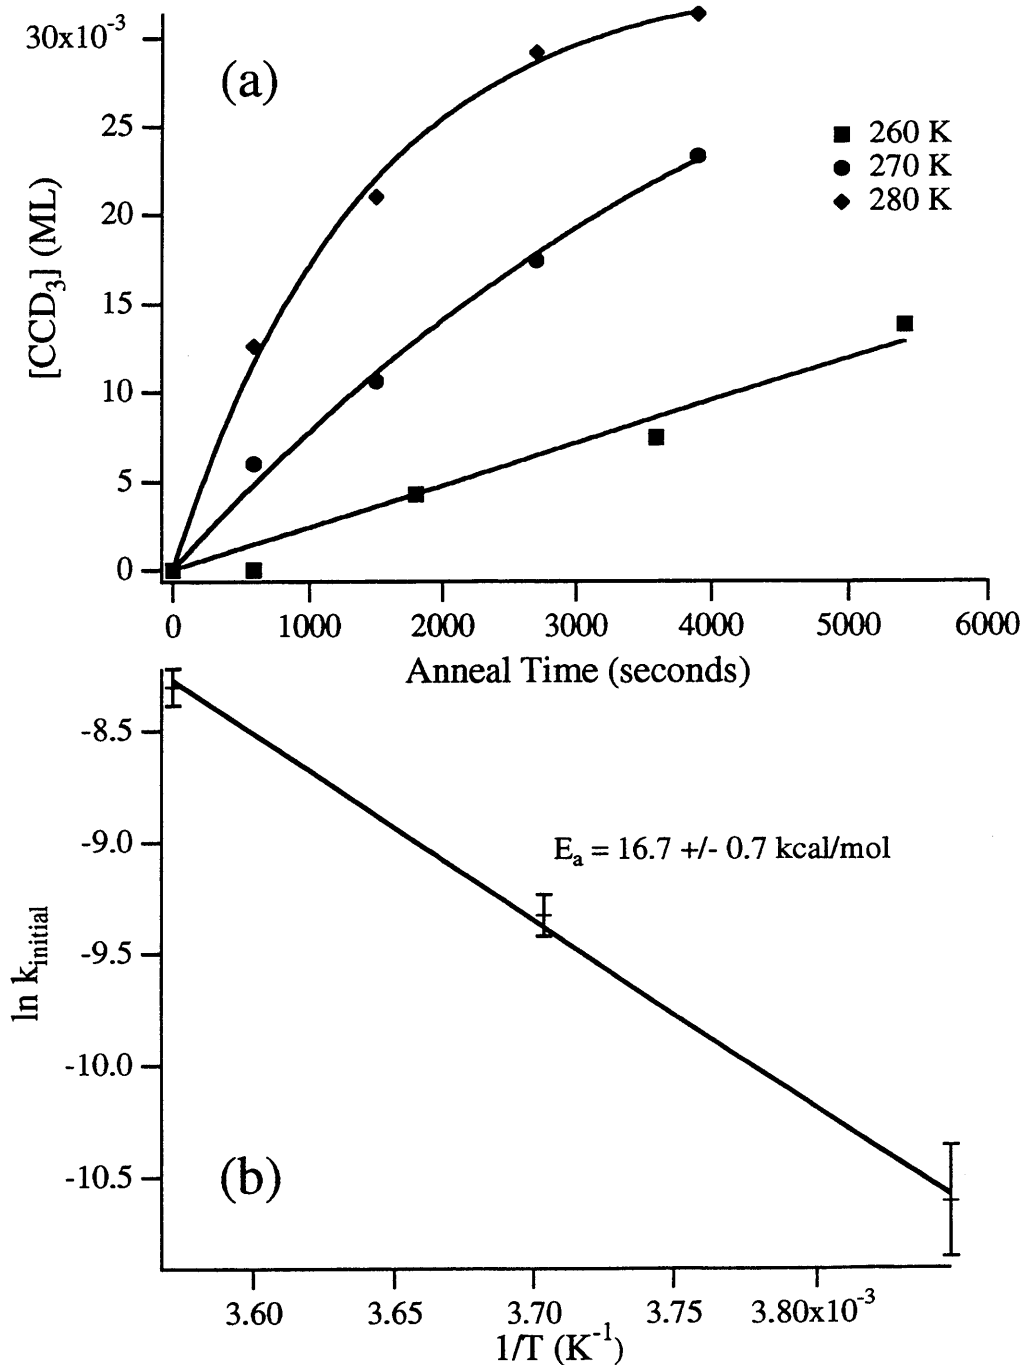 30x10⁻³
(a)
25
20
15
10
5
0
[CCD₃] (ML)
260 K
270 K
280 K
0 1000 2000 3000 4000 5000 6000
Anneal Time (seconds)
-8.5
-9.0
-9.5
-10.0
-10.5
ln k_initial
Eₐ = 16.7 +/- 0.7 kcal/mol
(b)
3.60 3.65 3.70 3.75 3.80x10⁻³
1/T (K⁻¹)